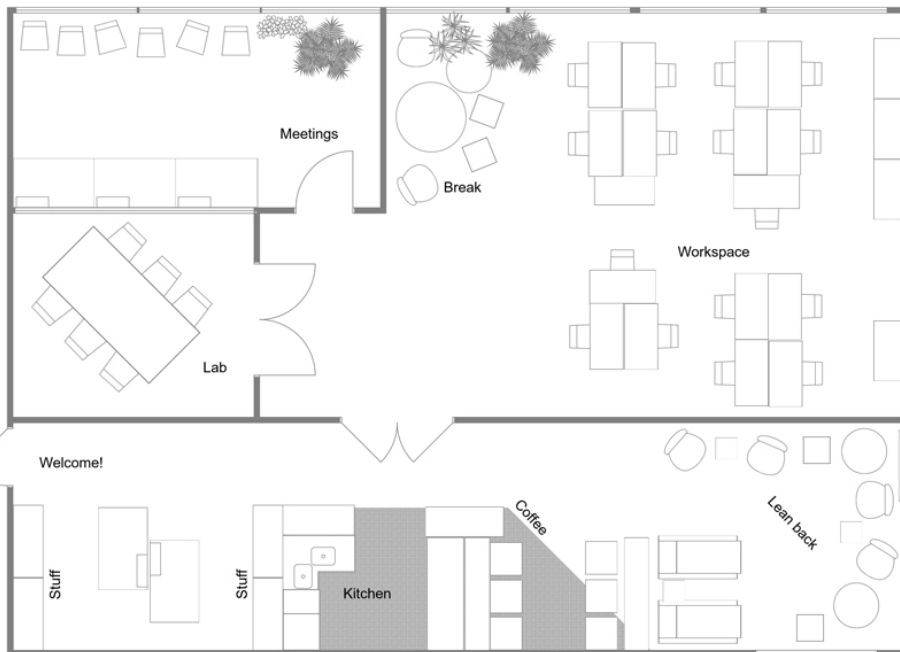 Meetings
Break
Workspace
Lab
Welcome!
Coffee
Lean back
Stuff
Stuff
Kitchen